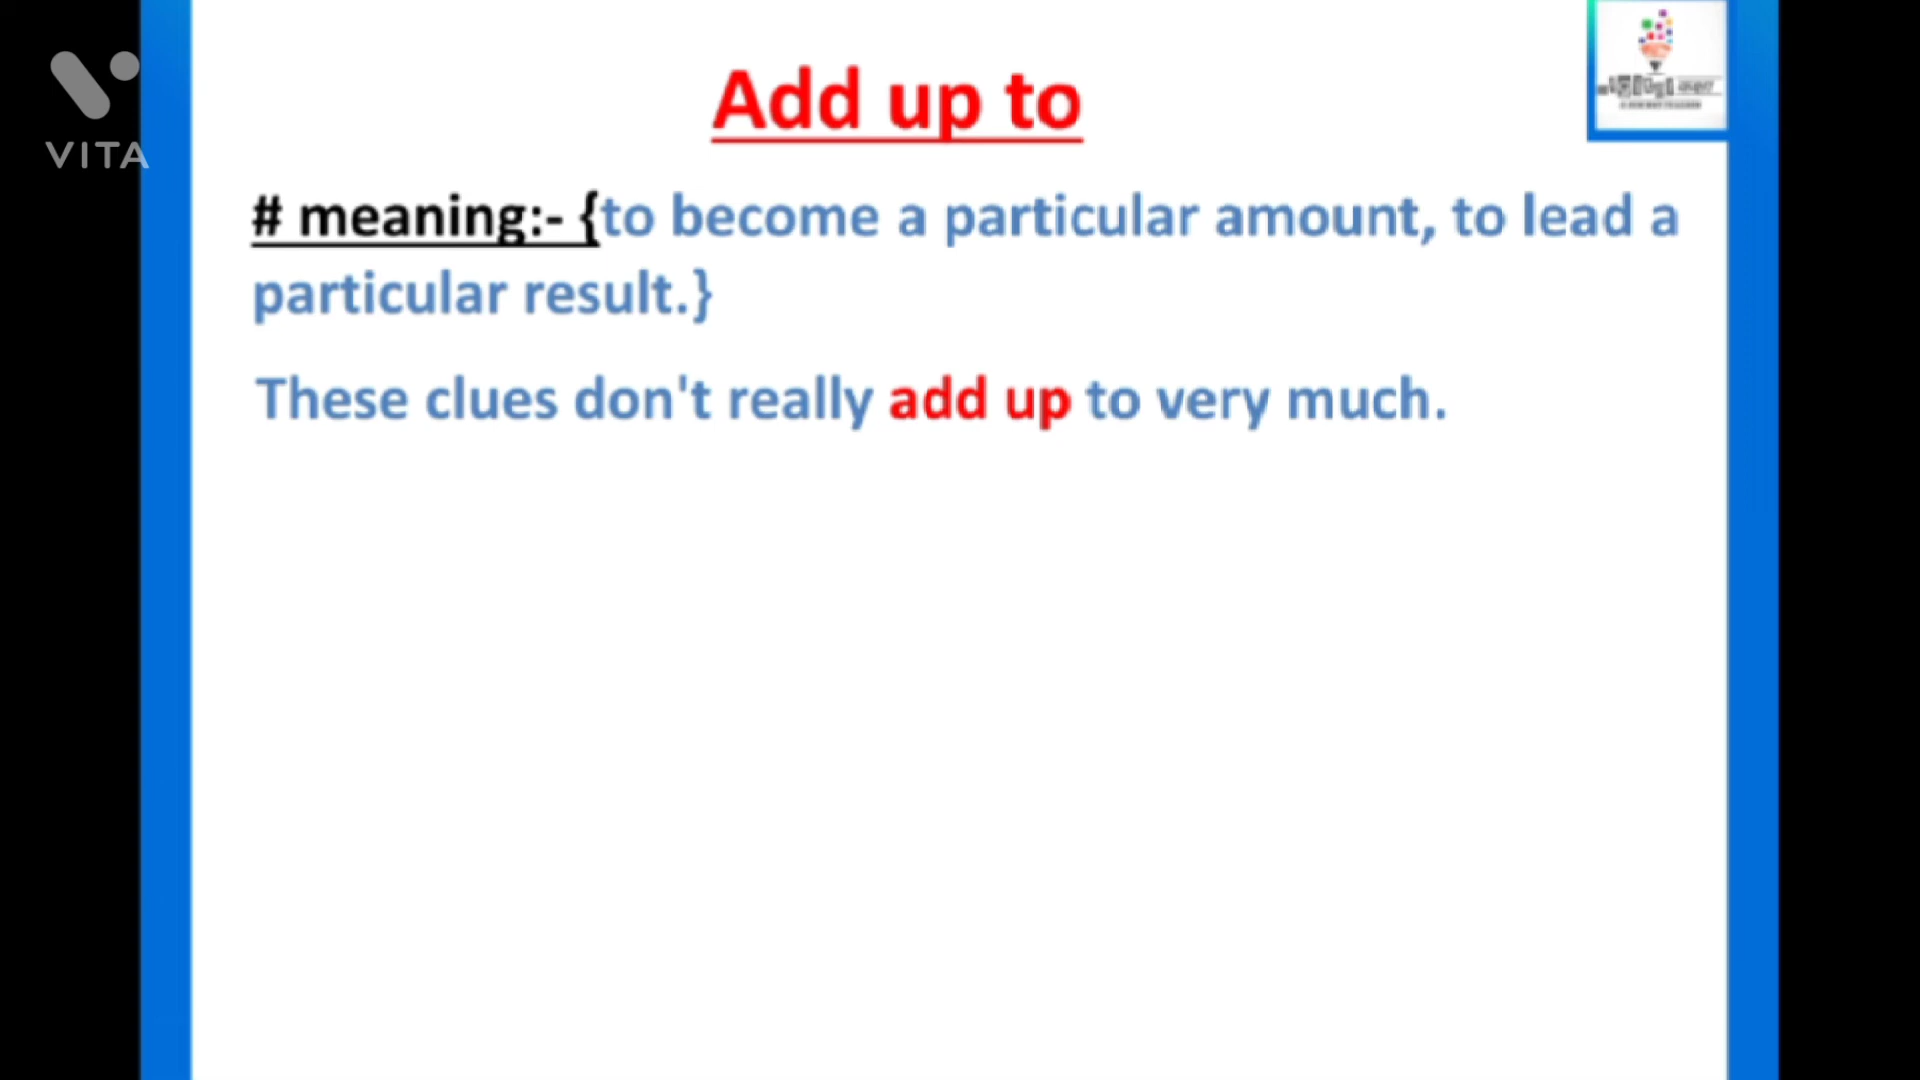 VITA
Add up to
# meaning:- {to become a particular amount, to lead a
particular result.}
These clues don't really add up to very much.